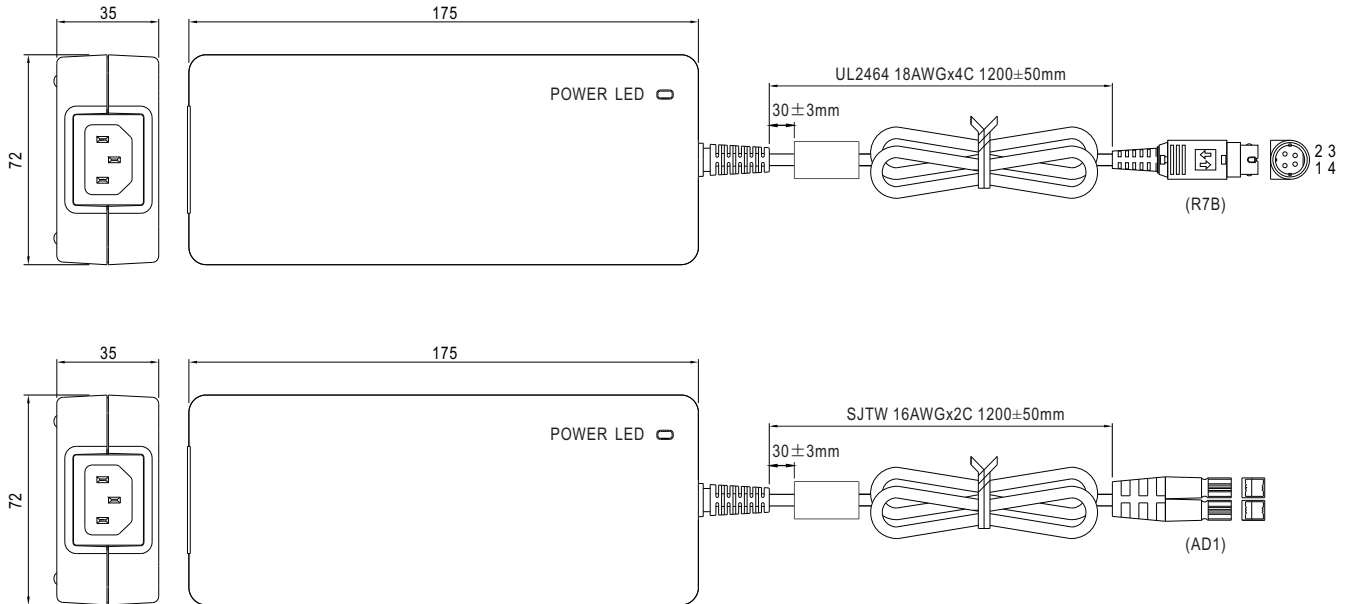 35
175
72
POWER LED
UL2464 18AWGx4C 1200±50mm
30±3mm
2 3
1 4
(R7B)
35
175
72
POWER LED
SJTW 16AWGx2C 1200±50mm
30±3mm
(AD1)